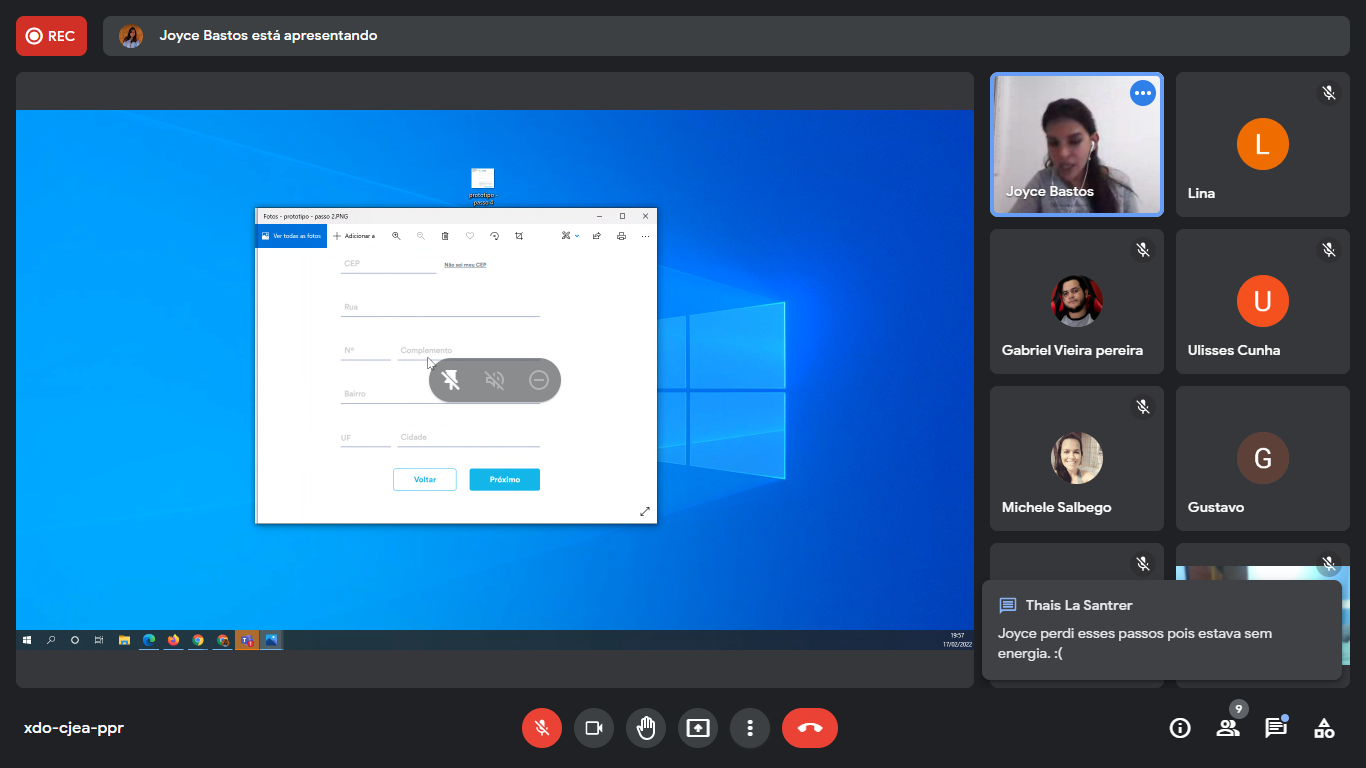 REC
Joyce Bastos está apresentando
prototipo -
passo 4
Fotos - prototipo - passo 2.PNG
Ver todas as fotos
Adicionar a
CEP
Não sei meu CEP
Rua
Nº
Complemento
Bairro
UF
Cidade
Voltar
Próximo
19:57
17/02/2022
Joyce Bastos
L
Lina
Gabriel Vieira pereira
U
Ulisses Cunha
Michele Salbego
G
Gustavo
Thais La Santrer
Joyce perdi esses passos pois estava sem
energia. :(
xdo-cjea-ppr
9